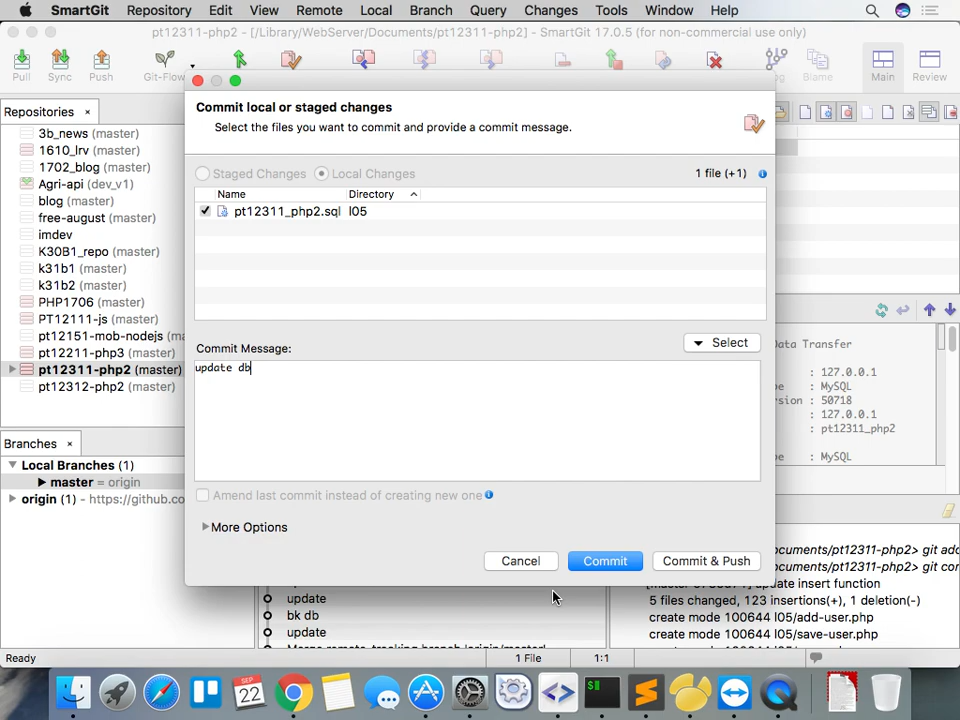 SmartGit Repository Edit View Remote Local Branch Query Changes Tools Window Help
pt12311-php2 - [/Library/WebServer/Documents/pt12311-php2] - SmartGit 17.0.5 (for non-commercial use only)
Pull Sync Push Git-Flow Blame Main Review
Commit local or staged changes
Select the files you want to commit and provide a commit message.
Staged Changes Local Changes 1 file (+1)
Name Directory
pt12311_php2.sql l05
Commit Message: Select
update db
Amend last commit instead of creating new one
More Options
Cancel Commit Commit & Push
Repositories
3b_news (master)
1610_lrv (master)
1702_blog (master)
Agri-api (dev_v1)
blog (master)
free-august (master)
imdev
K30B1_repo (master)
k31b1 (master)
k31b2 (master)
PHP1706 (master)
PT12111-js (master)
pt12151-mob-nodejs (master)
pt12211-php3 (master)
pt12311-php2 (master)
pt12312-php2 (master)
Branches
Local Branches (1)
master = origin
origin (1) - https://github.co
Data Transfer
: 127.0.0.1
: MySQL
: 50718
: 127.0.0.1
: pt12311_php2
: MySQL
update
bk db
update
ocuments/pt12311-php2> git add
ocuments/pt12311-php2> git con
update insert function
5 files changed, 123 insertions(+), 1 deletion(-)
create mode 100644 l05/add-user.php
create mode 100644 l05/save-user.php
Ready 1 File 1:1
SEP
22